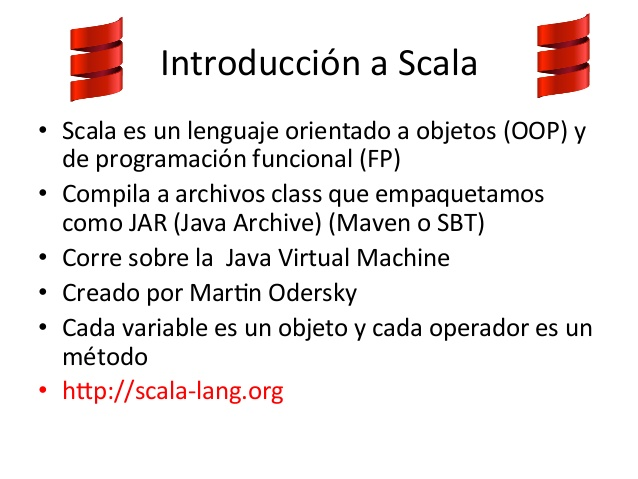 Introducción a Scala
• Scala es un lenguaje orientado a objetos (OOP) y
de programación funcional (FP)
• Compila a archivos class que empaquetamos
como JAR (Java Archive) (Maven o SBT)
• Corre sobre la  Java Virtual Machine
• Creado por Martin Odersky
• Cada variable es un objeto y cada operador es un
método
• http://scala-lang.org